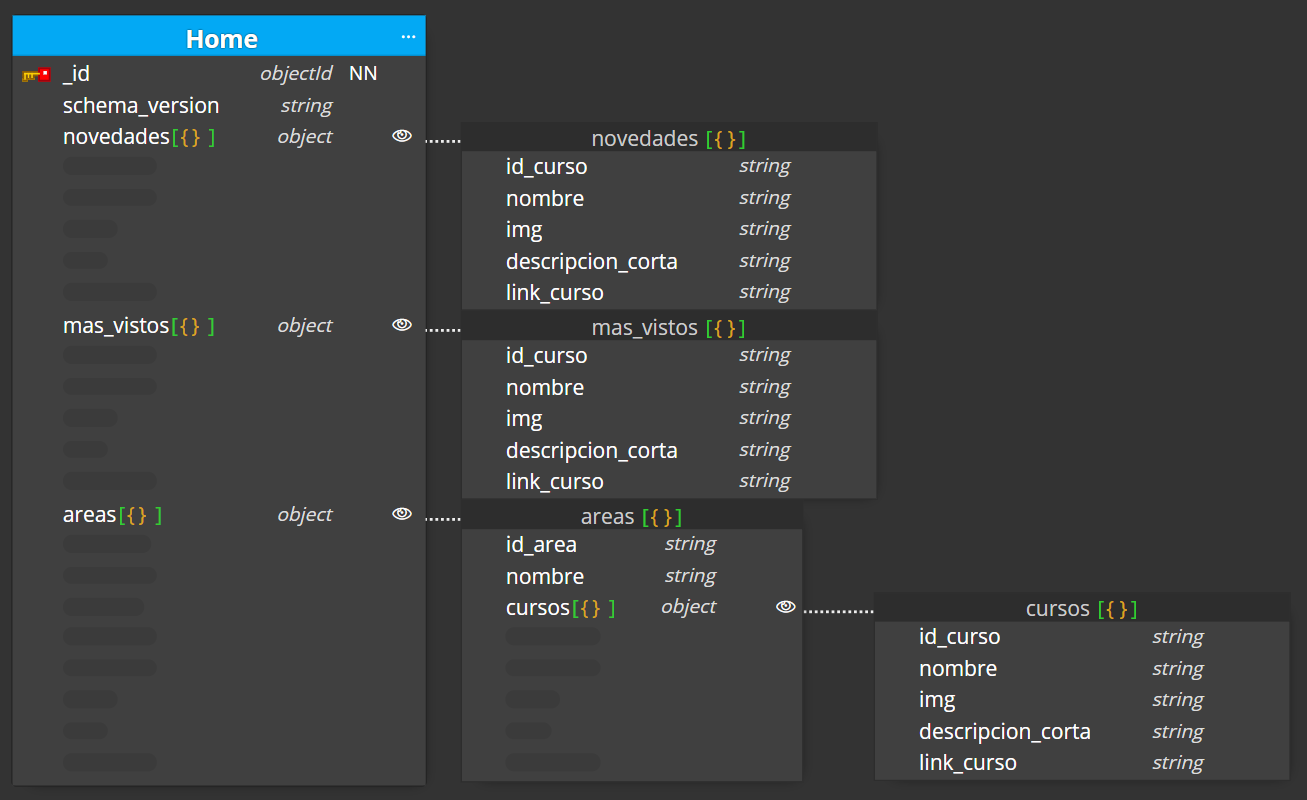 Home ...
_id objectId NN
schema_version string
novedades[{} ] object
mas_vistos[{} ] object
areas[{} ] object
novedades [{}]
id_curso string
nombre string
img string
descripcion_corta string
link_curso string
mas_vistos [{}]
id_curso string
nombre string
img string
descripcion_corta string
link_curso string
areas [{}]
id_area string
nombre string
cursos[{} ] object
cursos [{}]
id_curso string
nombre string
img string
descripcion_corta string
link_curso string